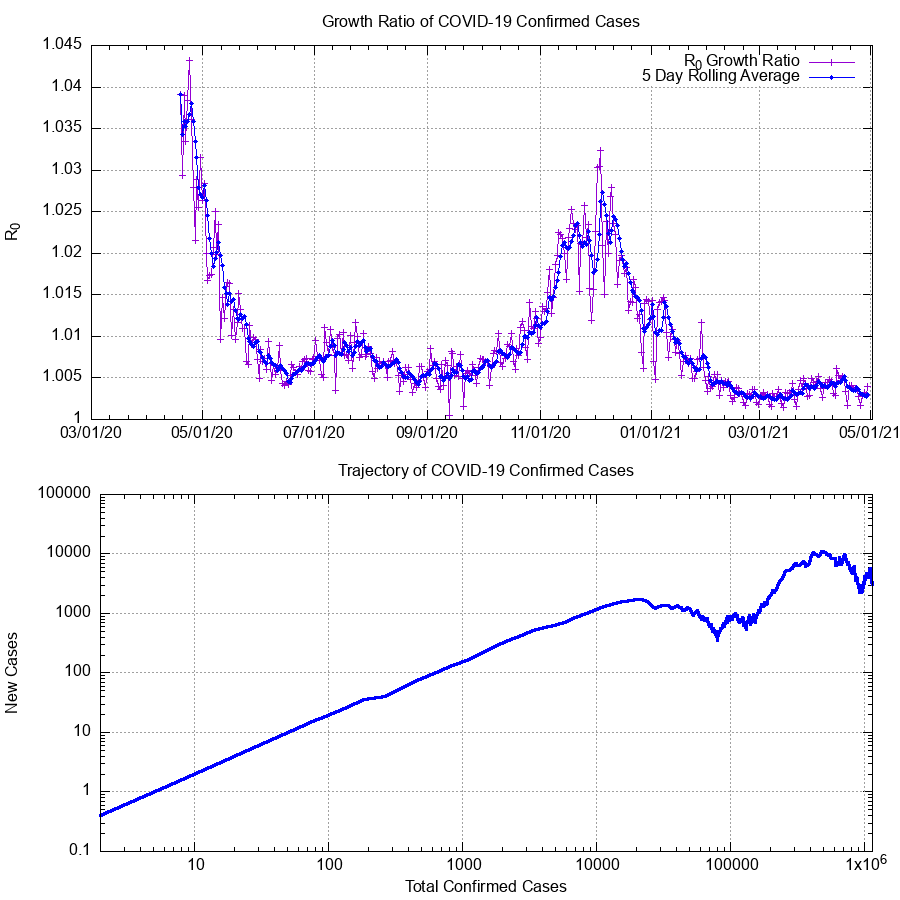 Growth Ratio of COVID-19 Confirmed Cases
1.045
1.04
1.035
1.03
1.025
1.02
1.015
1.01
1.005
1
R0
R0 Growth Ratio
5 Day Rolling Average
03/01/20 05/01/20 07/01/20 09/01/20 11/01/20 01/01/21 03/01/21 05/01/21
Trajectory of COVID-19 Confirmed Cases
100000
10000
1000
100
10
1
0.1
New Cases
10 100 1000 10000 100000 1x10^6
Total Confirmed Cases